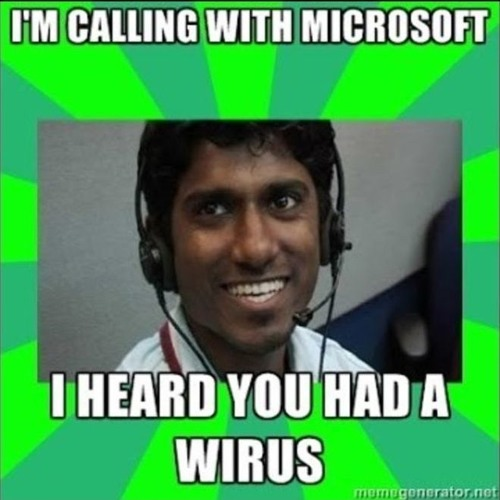 I'M CALLING WITH MICROSOFT
I HEARD YOU HAD A
WIRUS
memegenerator.net